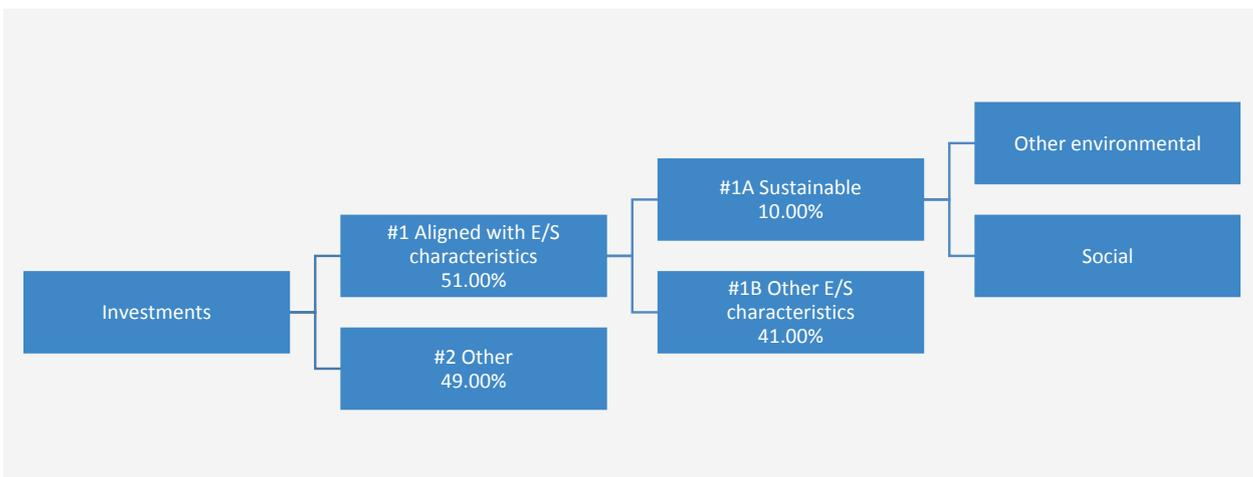 Investments
#1 Aligned with E/S
characteristics
51.00%
#2 Other
49.00%
#1A Sustainable
10.00%
#1B Other E/S
characteristics
41.00%
Other environmental
Social